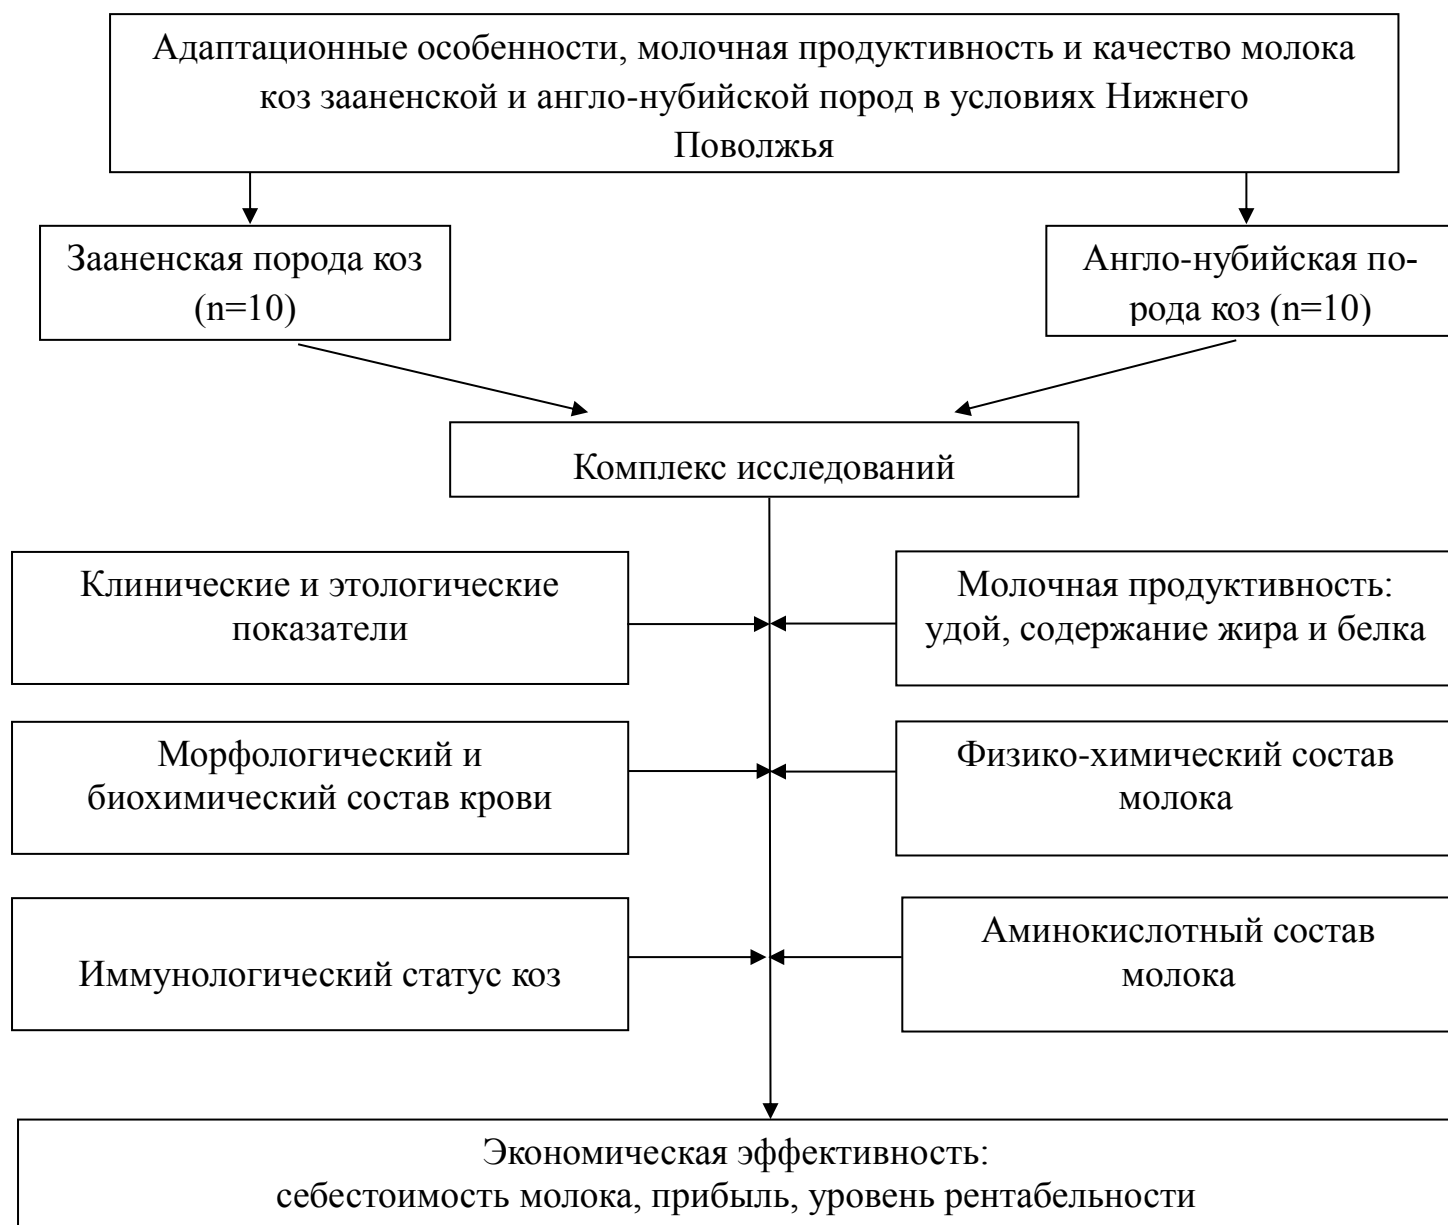 Адаптационные особенности, молочная продуктивность и качество молока
коз зааненской и англо-нубийской пород в условиях Нижнего
Поволжья
Зааненская порода коз
(n=10)
Англо-нубийская по-
рода коз (n=10)
Комплекс исследований
Клинические и этологические
показатели
Молочная продуктивность:
удой, содержание жира и белка
Морфологический и
биохимический состав крови
Физико-химический состав
молока
Иммунологический статус коз
Аминокислотный состав
молока
Экономическая эффективность:
себестоимость молока, прибыль, уровень рентабельности